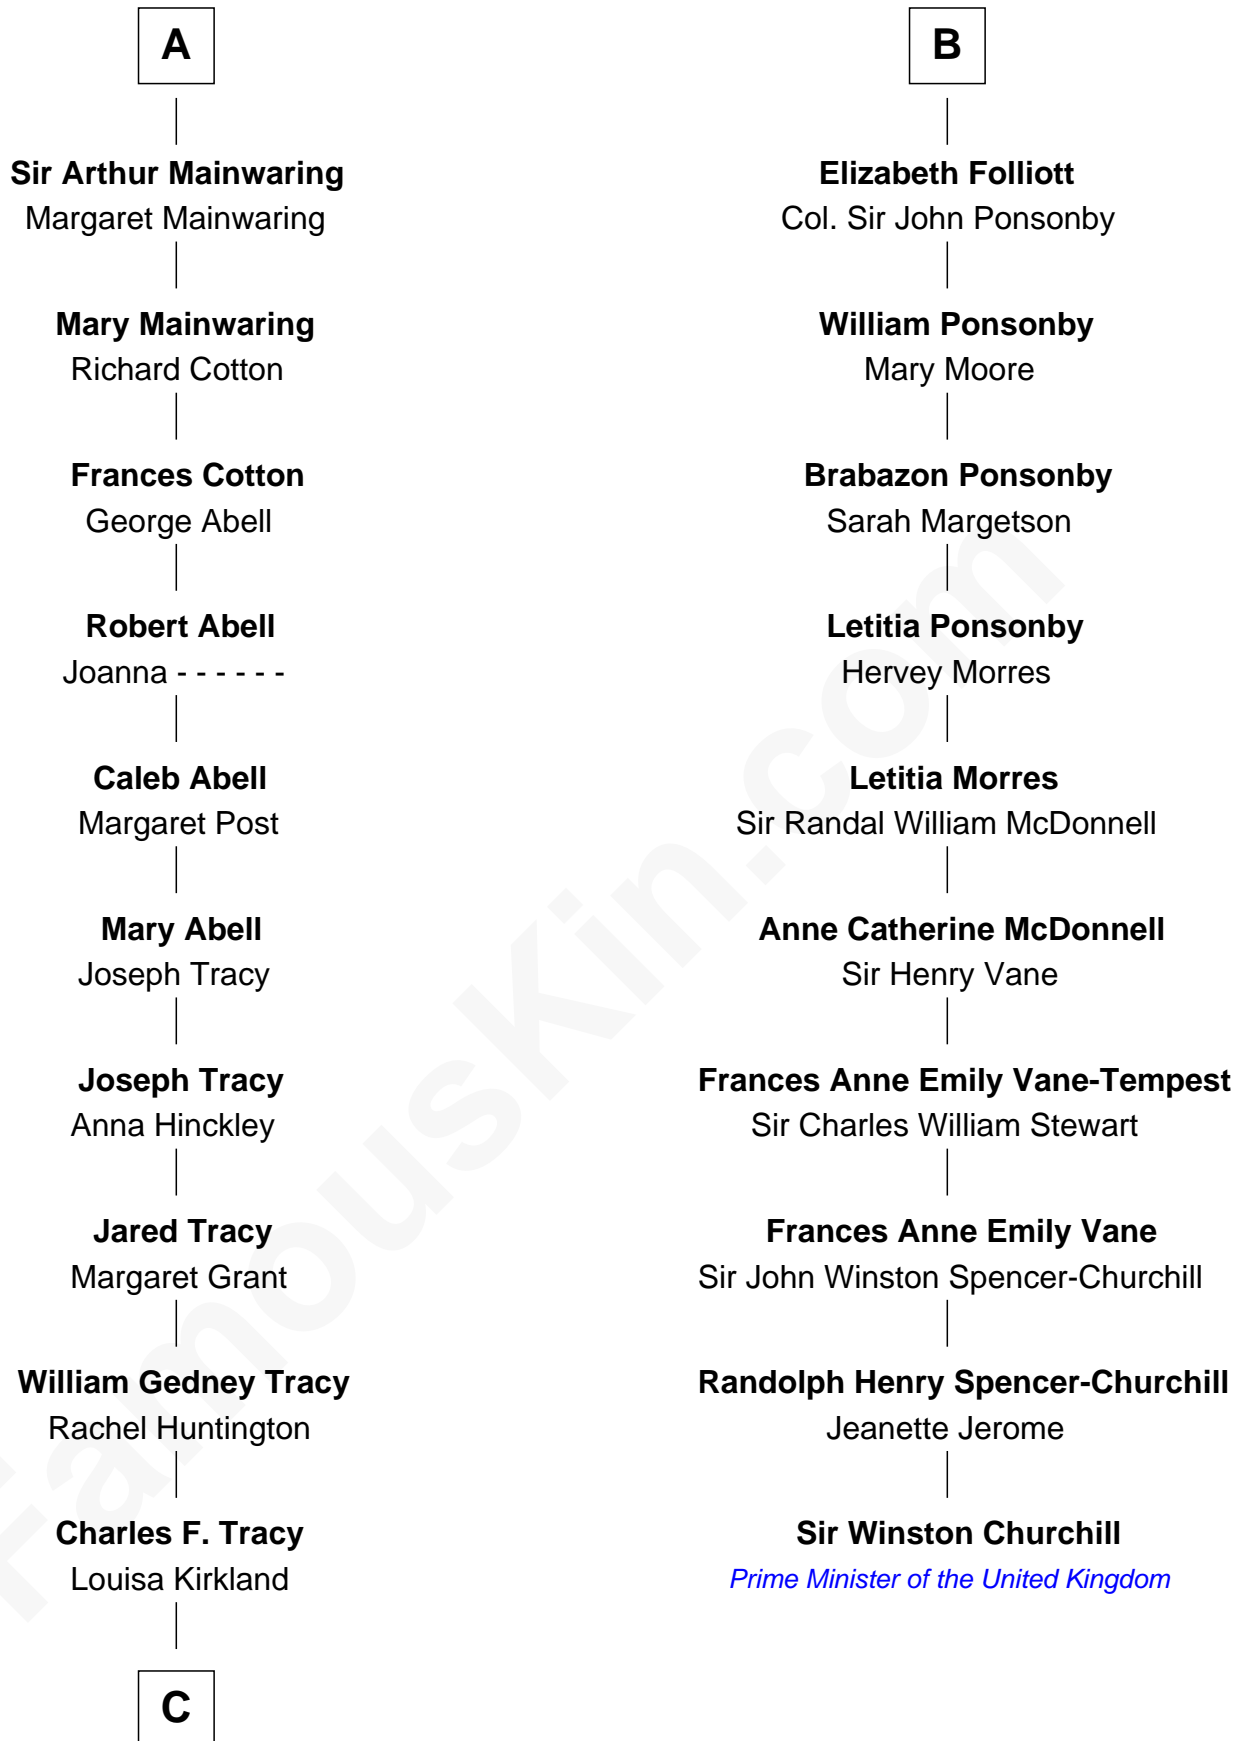 A
Sir Arthur Mainwaring
Margaret Mainwaring
Mary Mainwaring
Richard Cotton
Frances Cotton
George Abell
Robert Abell
Joanna - - - - - -
Caleb Abell
Margaret Post
Mary Abell
Joseph Tracy
Joseph Tracy
Anna Hinckley
Jared Tracy
Margaret Grant
William Gedney Tracy
Rachel Huntington
Charles F. Tracy
Louisa Kirkland
C
B
Elizabeth Folliott
Col. Sir John Ponsonby
William Ponsonby
Mary Moore
Brabazon Ponsonby
Sarah Margetson
Letitia Ponsonby
Hervey Morres
Letitia Morres
Sir Randal William McDonnell
Anne Catherine McDonnell
Sir Henry Vane
Frances Anne Emily Vane-Tempest
Sir Charles William Stewart
Frances Anne Emily Vane
Sir John Winston Spencer-Churchill
Randolph Henry Spencer-Churchill
Jeanette Jerome
Sir Winston Churchill
Prime Minister of the United Kingdom
FamousKin.com